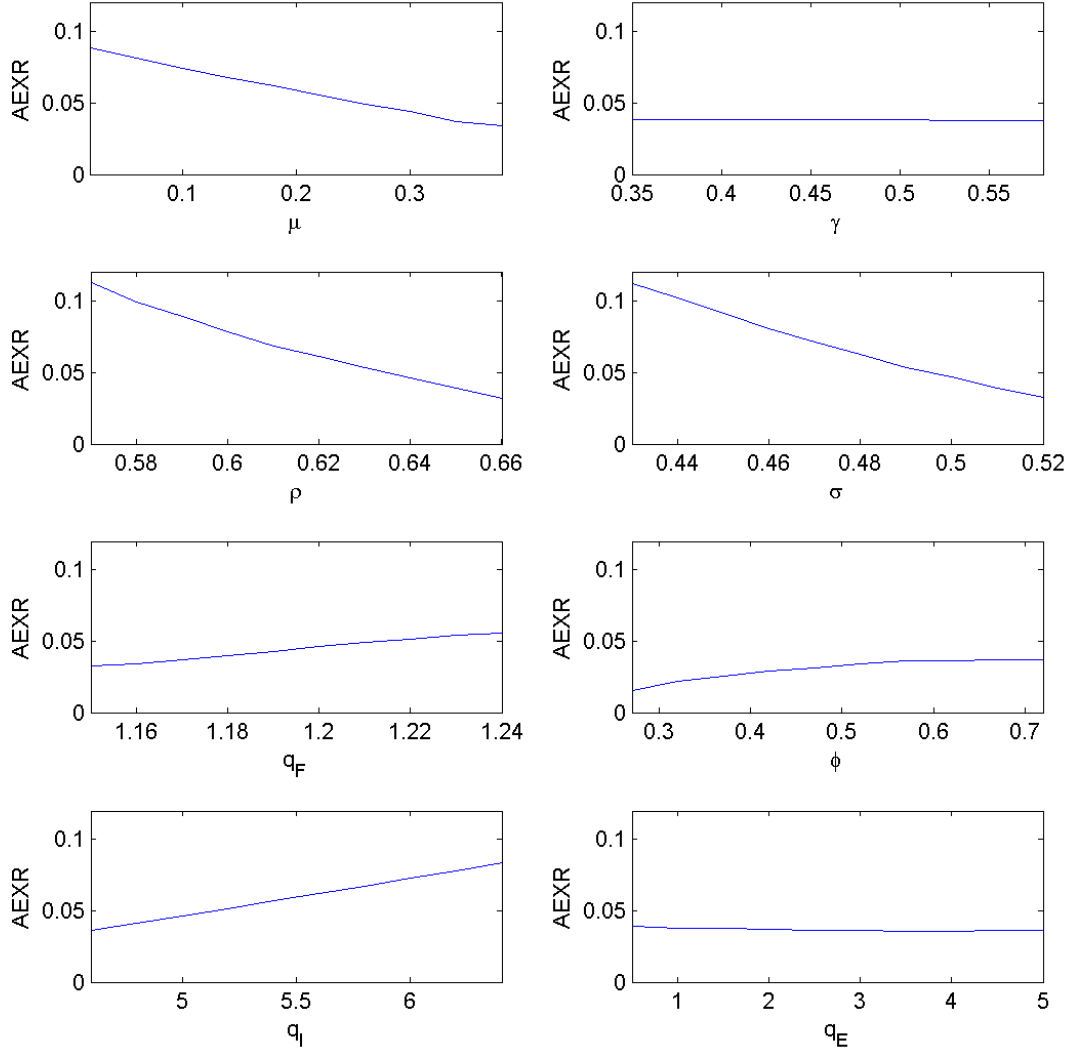 AEXR
0.1
0.05
0
0.1 0.2 0.3
μ
AEXR
0.1
0.05
0
0.35 0.4 0.45 0.5 0.55
γ
AEXR
0.1
0.05
0
0.58 0.6 0.62 0.64 0.66
ρ
AEXR
0.1
0.05
0
0.44 0.46 0.48 0.5 0.52
σ
AEXR
0.1
0.05
0
1.16 1.18 1.2 1.22 1.24
q_F
AEXR
0.1
0.05
0
0.3 0.4 0.5 0.6 0.7
ϕ
AEXR
0.1
0.05
0
5 5.5 6
q_I
AEXR
0.1
0.05
0
1 2 3 4 5
q_E